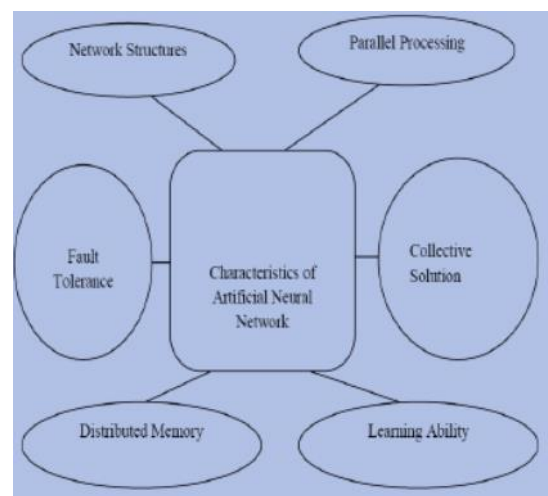 Network Structures
Parallel Processing
Fault
Tolerance
Characteristics of
Artificial Neural
Network
Collective
Solution
Distributed Memory
Learning Ability